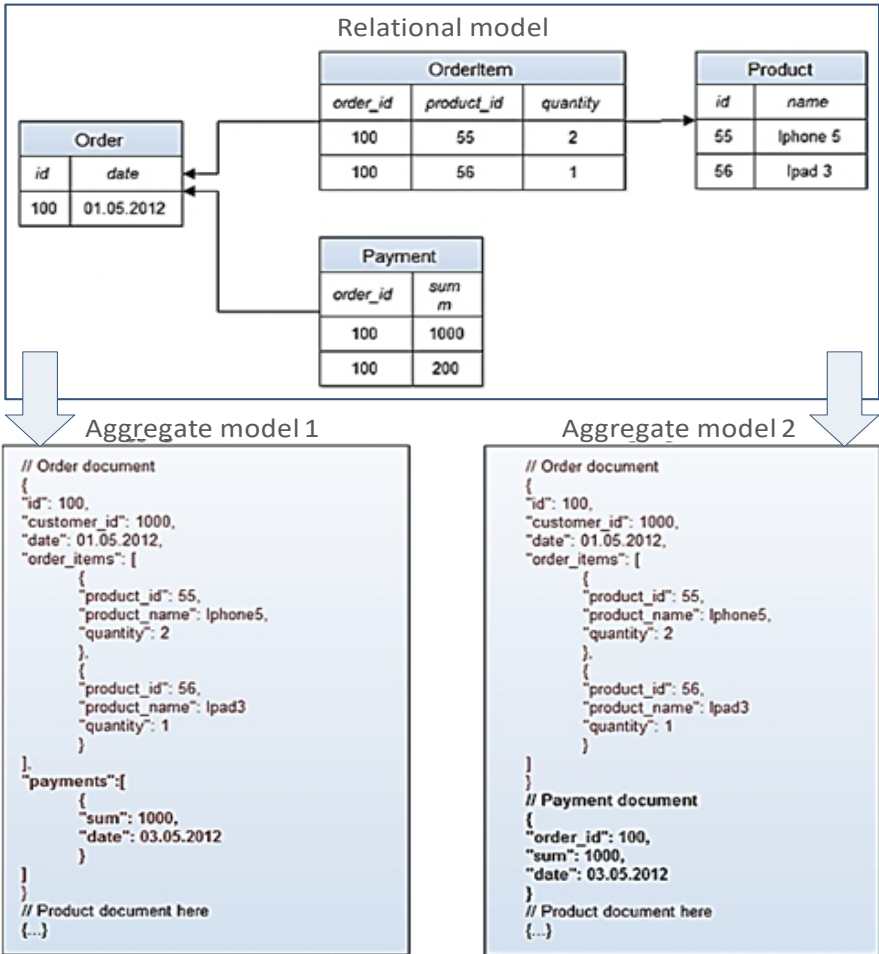 Relational model
OrderItem
order_id product_id quantity
100 55 2
100 56 1
Product
id name
55 Iphone 5
56 Ipad 3
Order
id date
100 01.05.2012
Payment
order_id sum
m
100 1000
100 200
Aggregate model 1
// Order document
{
"id": 100,
"customer_id": 1000,
"date": 01.05.2012,
"order_items": [
{
"product_id": 55,
"product_name": Iphone5,
"quantity": 2
},
{
"product_id": 56,
"product_name": Ipad3
"quantity": 1
}
],
"payments":[
{
"sum": 1000,
"date": 03.05.2012
}
]
}
// Product document here
{...}
Aggregate model 2
// Order document
{
"id": 100,
"customer_id": 1000,
"date": 01.05.2012,
"order_items": [
{
"product_id": 55,
"product_name": Iphone5,
"quantity": 2
},
{
"product_id": 56,
"product_name": Ipad3
"quantity": 1
}
]
}
// Payment document
{
"order_id": 100,
"sum": 1000,
"date": 03.05.2012
}
// Product document here
{...}